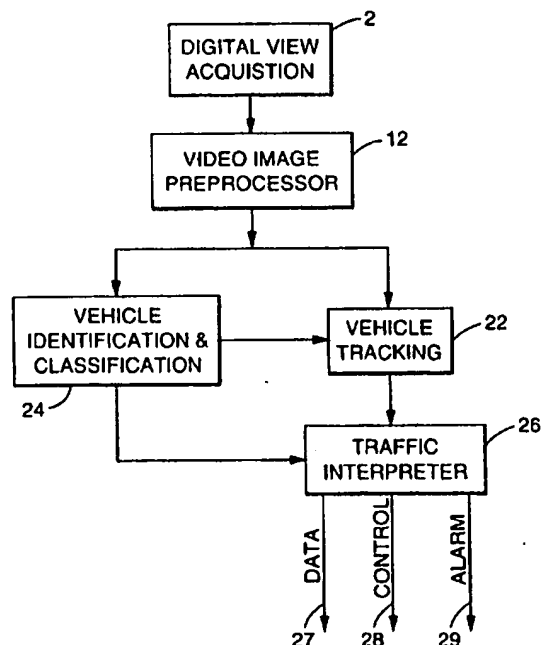 2
DIGITAL VIEW
ACQUISTION
12
VIDEO IMAGE
PREPROCESSOR
VEHICLE
IDENTIFICATION &
CLASSIFICATION
24
VEHICLE
TRACKING
22
26
TRAFFIC
INTERPRETER
DATA
CONTROL
ALARM
27
28
29